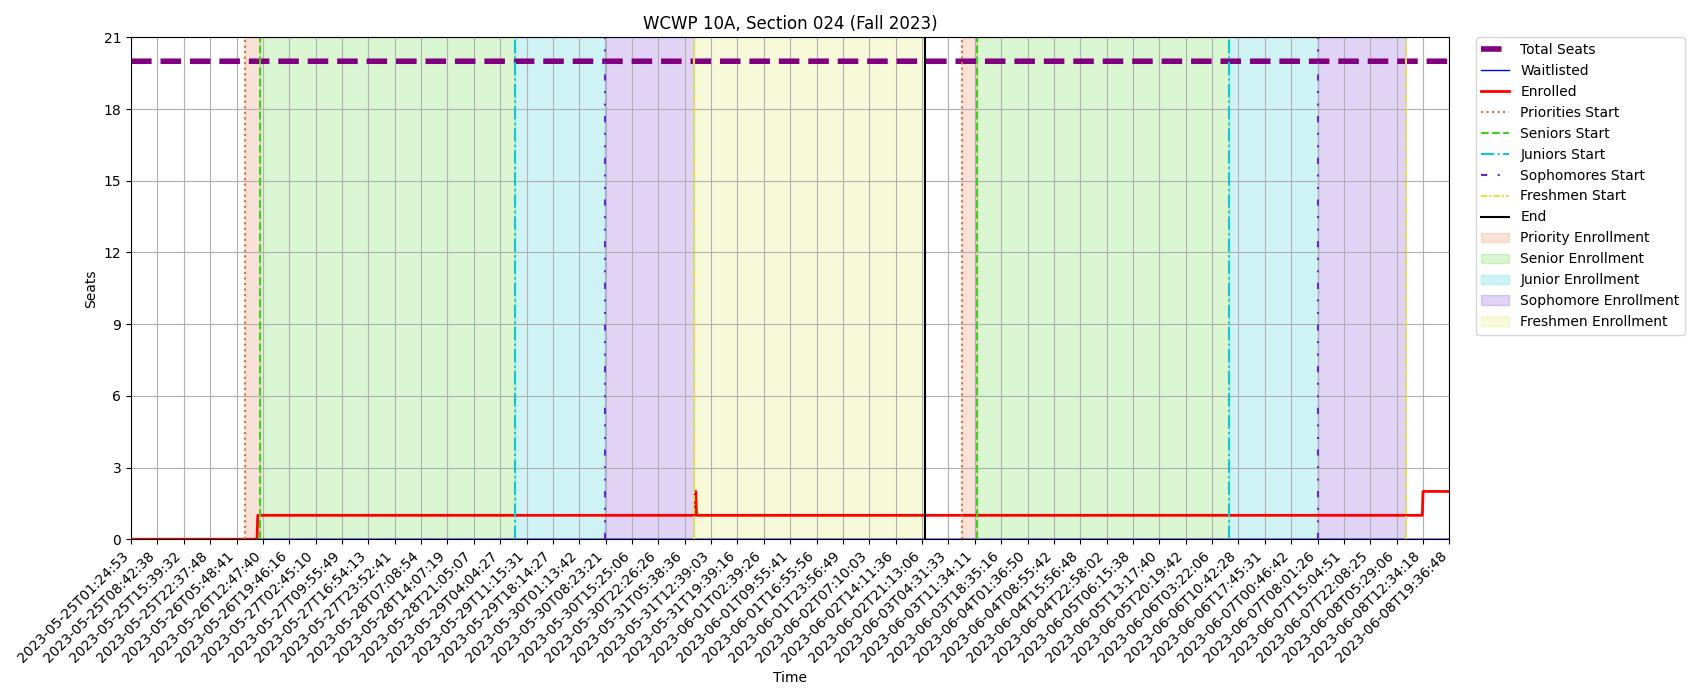 WCWP 10A, Section 024 (Fall 2023)
21
18
15
12
9
6
3
0
Seats
2023-05-25T01:24:53
2023-05-25T08:42:38
2023-05-25T15:39:32
2023-05-25T22:37:48
2023-05-26T05:48:41
2023-05-26T12:47:40
2023-05-26T19:46:16
2023-05-27T02:45:10
2023-05-27T09:55:49
2023-05-27T16:54:13
2023-05-27T23:52:41
2023-05-28T07:08:54
2023-05-28T14:07:19
2023-05-28T21:05:07
2023-05-29T04:04:27
2023-05-29T11:15:31
2023-05-29T18:14:27
2023-05-30T01:13:42
2023-05-30T08:23:21
2023-05-30T15:25:06
2023-05-30T22:26:26
2023-05-31T05:38:36
2023-05-31T12:39:03
2023-05-31T19:39:16
2023-06-01T02:39:26
2023-06-01T09:55:41
2023-06-01T16:55:56
2023-06-01T23:56:49
2023-06-02T07:10:03
2023-06-02T14:11:36
2023-06-02T21:13:06
2023-06-03T04:31:33
2023-06-03T11:34:11
2023-06-03T18:35:16
2023-06-04T01:36:50
2023-06-04T08:55:42
2023-06-04T15:56:48
2023-06-04T22:58:02
2023-06-05T06:15:38
2023-06-05T13:17:40
2023-06-05T20:19:42
2023-06-06T03:22:06
2023-06-06T10:42:28
2023-06-06T17:45:31
2023-06-07T00:46:42
2023-06-07T08:01:26
2023-06-07T15:04:51
2023-06-07T22:08:25
2023-06-08T05:29:06
2023-06-08T12:34:18
2023-06-08T19:36:48
Time
Total Seats
Waitlisted
Enrolled
Priorities Start
Seniors Start
Juniors Start
Sophomores Start
Freshmen Start
End
Priority Enrollment
Senior Enrollment
Junior Enrollment
Sophomore Enrollment
Freshmen Enrollment